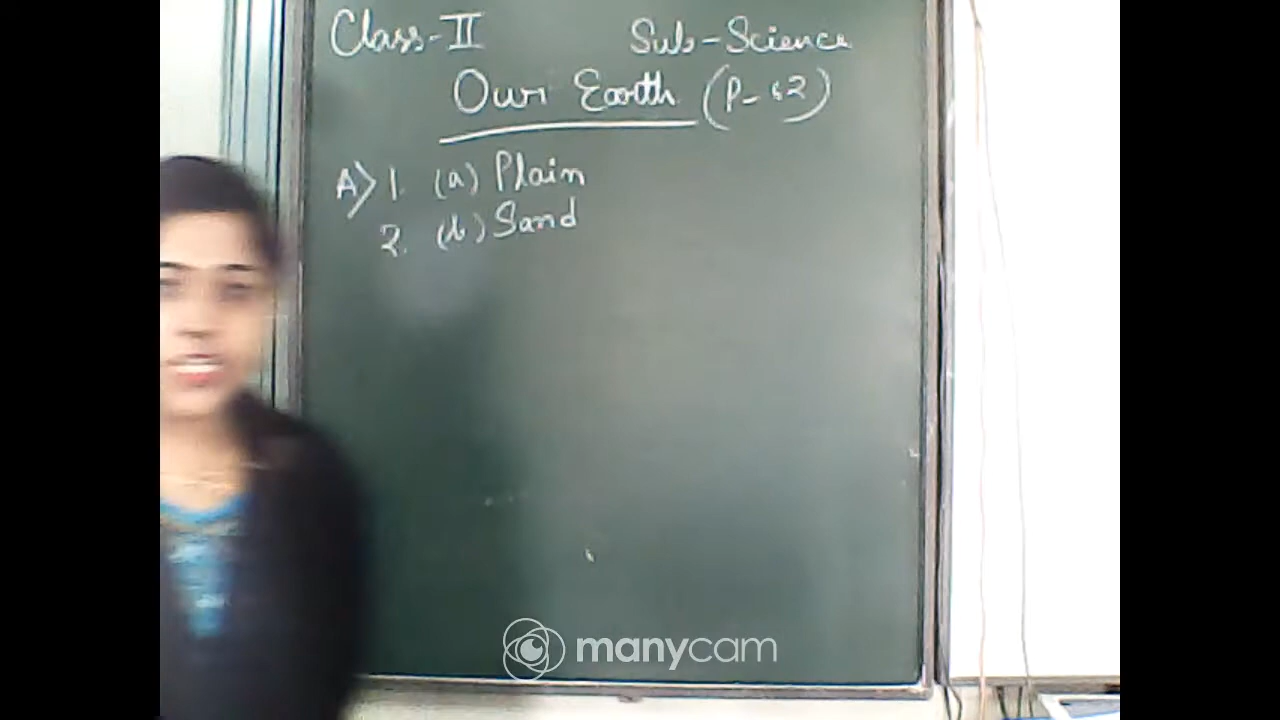 Class-II Sub-Science
Our Earth (P-62)
A> 1. (a) Plain
2. (b) Sand
manycam